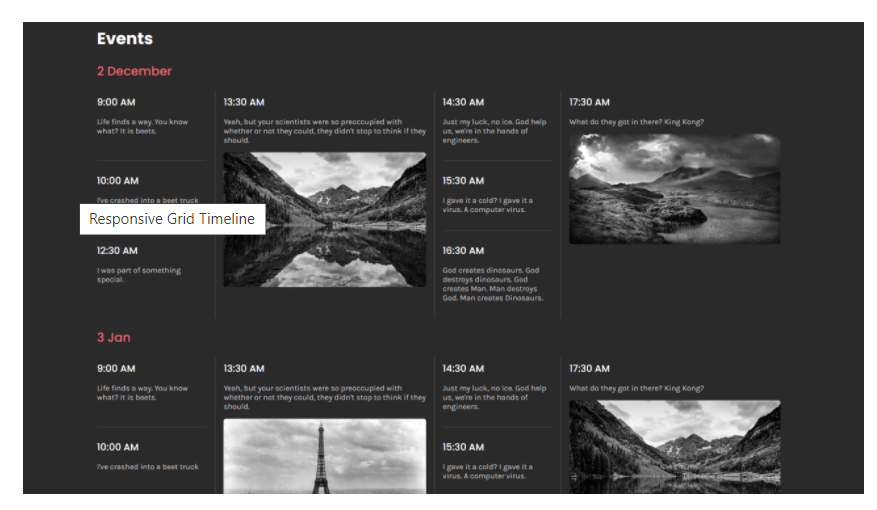 Events
2 December
9:00 AM
Life finds a way. You know
what? It is beets.
10:00 AM
I've crashed into a beet truck
Responsive Grid Timeline
12:30 AM
I was part of something
special.
13:30 AM
Yeah, but your scientists were so preoccupied with
whether or not they could, they didn't stop to think if they
should.
14:30 AM
Just my luck, no ice. God help
us, we're in the hands of
engineers.
15:30 AM
I gave it a cold? I gave it a
virus. A computer virus.
16:30 AM
God creates dinosaurs. God
destroys dinosaurs. God
creates Man. Man destroys
God. Man creates Dinosaurs.
17:30 AM
What do they got in there? King Kong?
3 Jan
9:00 AM
Life finds a way. You know
what? It is beets.
10:00 AM
I've crashed into a beet truck
13:30 AM
Yeah, but your scientists were so preoccupied with
whether or not they could, they didn't stop to think if they
should.
14:30 AM
Just my luck, no ice. God help
us, we're in the hands of
engineers.
15:30 AM
I gave it a cold? I gave it a
virus. A computer virus.
17:30 AM
What do they got in there? King Kong?